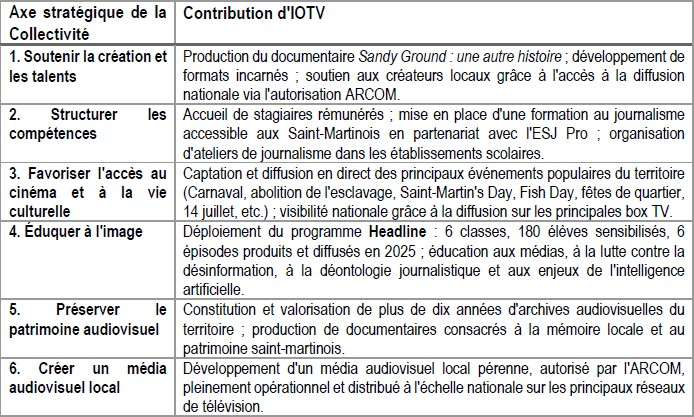 Axe stratégique de la Contribution d'IOTV
Collectivité
1. Soutenir la création et
les talents
Production du documentaire Sandy Ground : une autre histoire ; développement de
formats incarnés ; soutien aux créateurs locaux grâce à l'accès à la diffusion
nationale via l'autorisation ARCOM.
2. Structurer les
compétences
Accueil de stagiaires rémunérés ; mise en place d'une formation au journalisme
accessible aux Saint-Martinois en partenariat avec l'ESJ Pro ; organisation
d'ateliers de journalisme dans les établissements scolaires.
3. Favoriser l'accès au
cinéma et à la vie
culturelle
Captation et diffusion en direct des principaux événements populaires du territoire
(Carnaval, abolition de l'esclavage, Saint-Martin's Day, Fish Day, fêtes de quartier,
14 juillet, etc.) ; visibilité nationale grâce à la diffusion sur les principales box TV.
4. Éduquer à l'image
Déploiement du programme Headline : 6 classes, 180 élèves sensibilisés, 6
épisodes produits et diffusés en 2025 ; éducation aux médias, à la lutte contre la
désinformation, à la déontologie journalistique et aux enjeux de l'intelligence
artificielle.
5. Préserver le
patrimoine audiovisuel
Constitution et valorisation de plus de dix années d'archives audiovisuelles du
territoire ; production de documentaires consacrés à la mémoire locale et au
patrimoine saint-martinois.
6. Créer un média
audiovisuel local
Développement d'un média audiovisuel local pérenne, autorisé par l'ARCOM,
pleinement opérationnel et distribué à l'échelle nationale sur les principaux réseaux
de télévision.